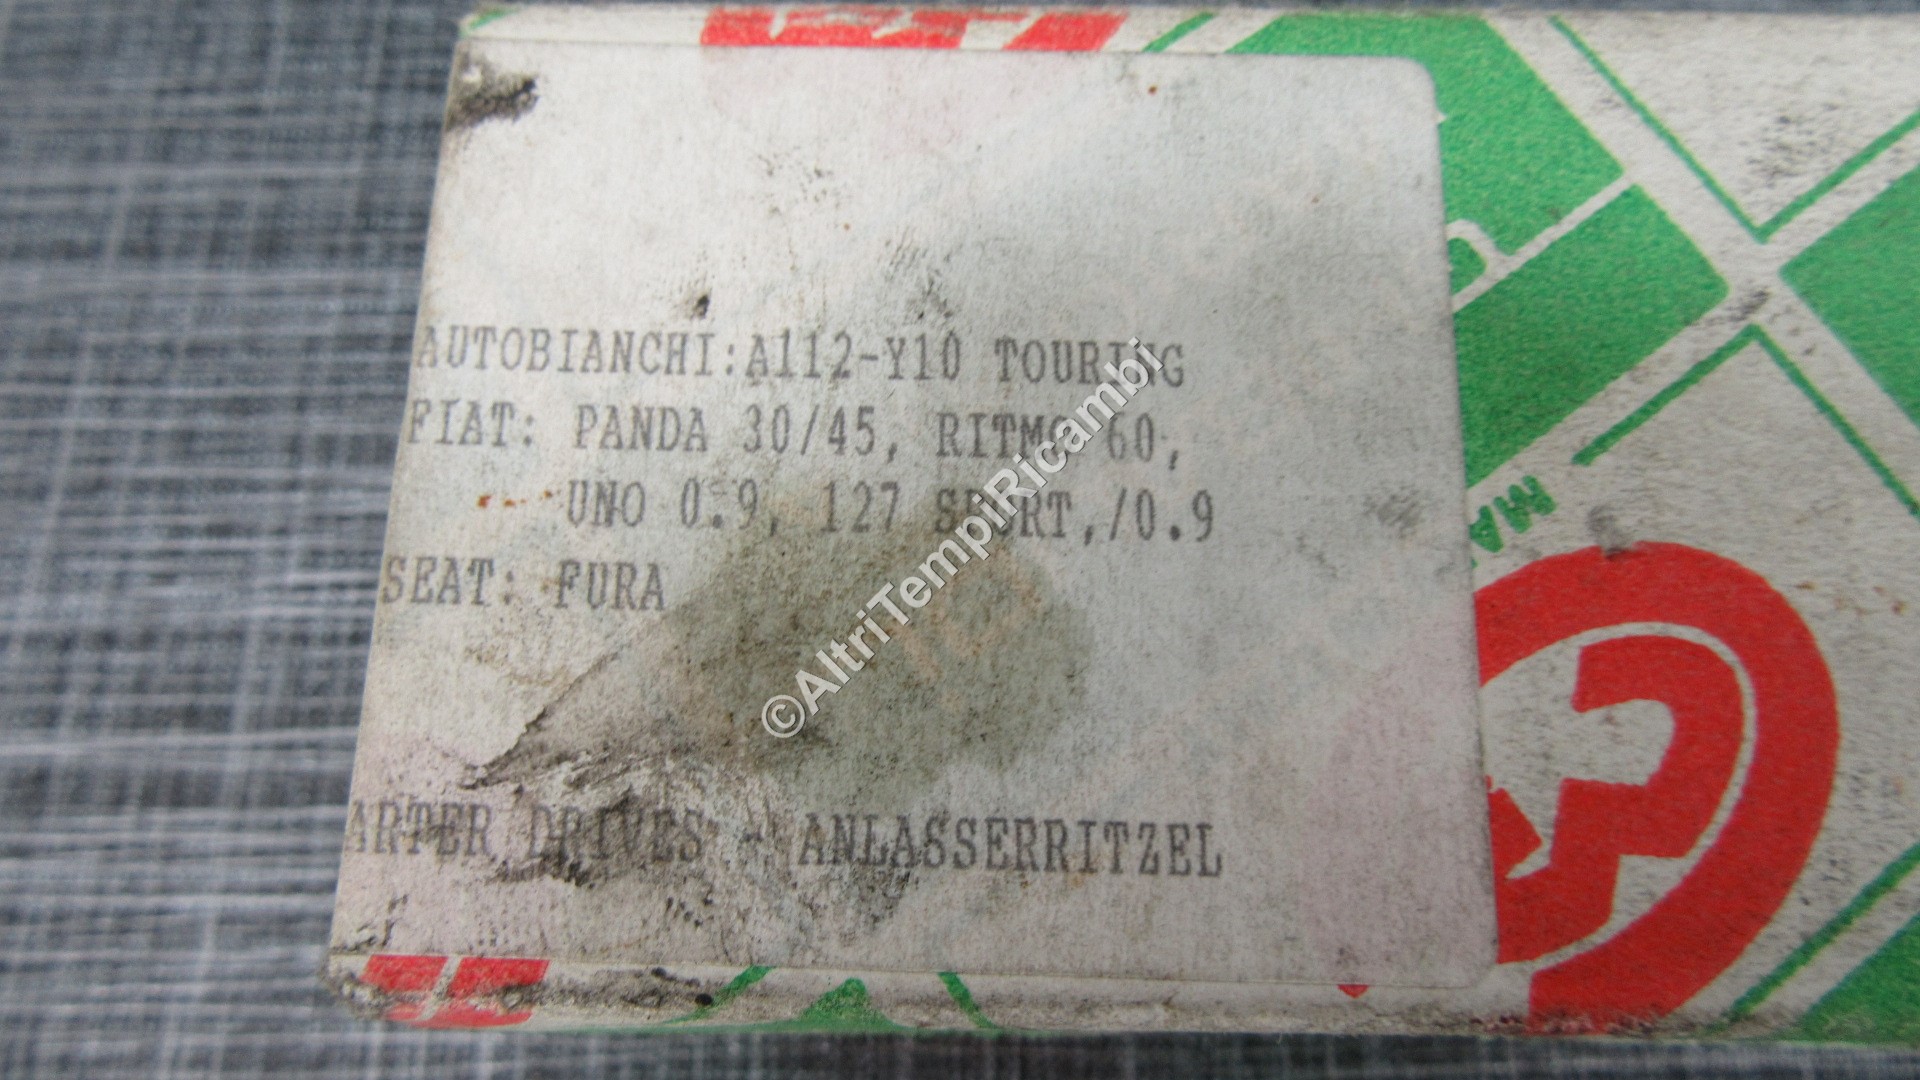 AUTOBIANCHI:A112-Y10 TOURING
FIAT: PANDA 30/45, RITMO 60,
UNO 0.9, 127 SPORT,/0.9
SEAT: FURA
ARTER DRIVES - ANLASSERRITZEL
©AltriTempiRicambi
MA